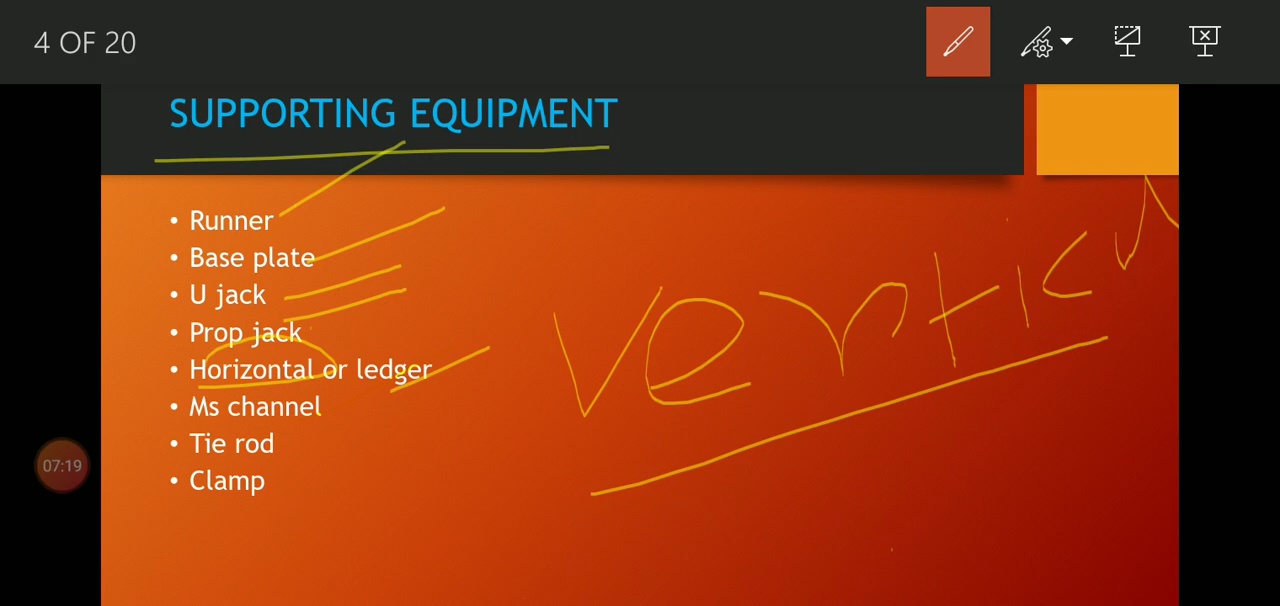 4 OF 20
SUPPORTING EQUIPMENT
• Runner
• Base plate
• U jack
• Prop jack
• Horizontal or ledger
• Ms channel
• Tie rod
• Clamp
07:19